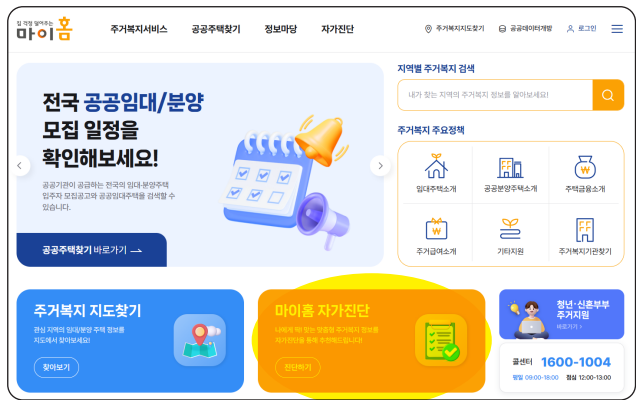 집 걱정 덜어주는
마이홈
주거복지서비스 공공주택찾기 정보마당 자가진단
주거복지지도찾기 공공데이터개방 로그인
전국 공공임대/분양
모집 일정을
확인해보세요!
공공기관이 공급하는 전국의 임대·분양주택
입주자 모집공고와 공공임대주택을 검색할 수
있습니다.
공공주택찾기 바로가기
지역별 주거복지 검색
내가 찾는 지역의 주거복지 정보를 알아보세요!
주거복지 주요정책
임대주택소개 공공분양주택소개 주택금융소개
주거급여소개 기타지원 주거복지기관찾기
주거복지 지도찾기
관심 지역의 임대/분양 주택 정보를
지도에서 찾아보세요!
찾아보기
마이홈 자가진단
나에게 딱! 맞는 맞춤형 주거복지 정보를
자가진단을 통해 추천해드립니다!
진단하기
청년·신혼부부
주거지원
바로가기 >
콜센터 1600-1004
평일 09:00-18:00 점심 12:00-13:00